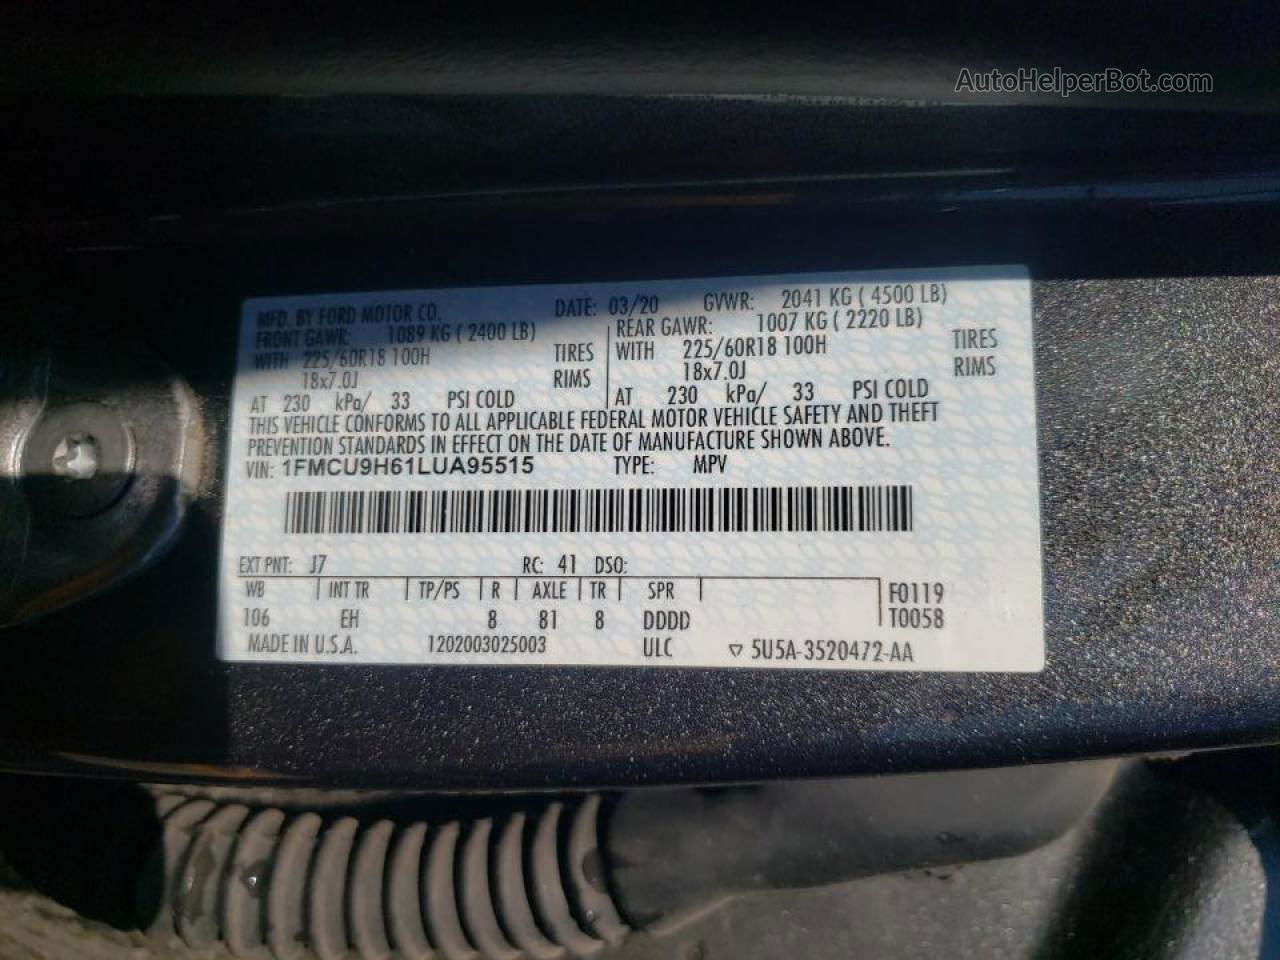 AutoHelperBot.com
MFD. BY FORD MOTOR CO. DATE: 03/20 GVWR: 2041 KG ( 4500 LB)
FRONT GAWR: 1089 KG ( 2400 LB) REAR GAWR: 1007 KG ( 2220 LB)
WITH 225/60R18 100H TIRES WITH 225/60R18 100H TIRES
18x7.0J RIMS 18x7.0J RIMS
AT 230 kPa/ 33 PSI COLD AT 230 kPa/ 33 PSI COLD
THIS VEHICLE CONFORMS TO ALL APPLICABLE FEDERAL MOTOR VEHICLE SAFETY AND THEFT
PREVENTION STANDARDS IN EFFECT ON THE DATE OF MANUFACTURE SHOWN ABOVE.
VIN: 1FMCU9H61LUA95515 TYPE: MPV
EXT PNT: J7 RC: 41 DSO:
WB INT TR TP/PS R AXLE TR SPR F0119
106 EH 8 81 8 DDDD T0058
MADE IN U.S.A. 1202003025003 ULC ▽ 5U5A-3520472-AA